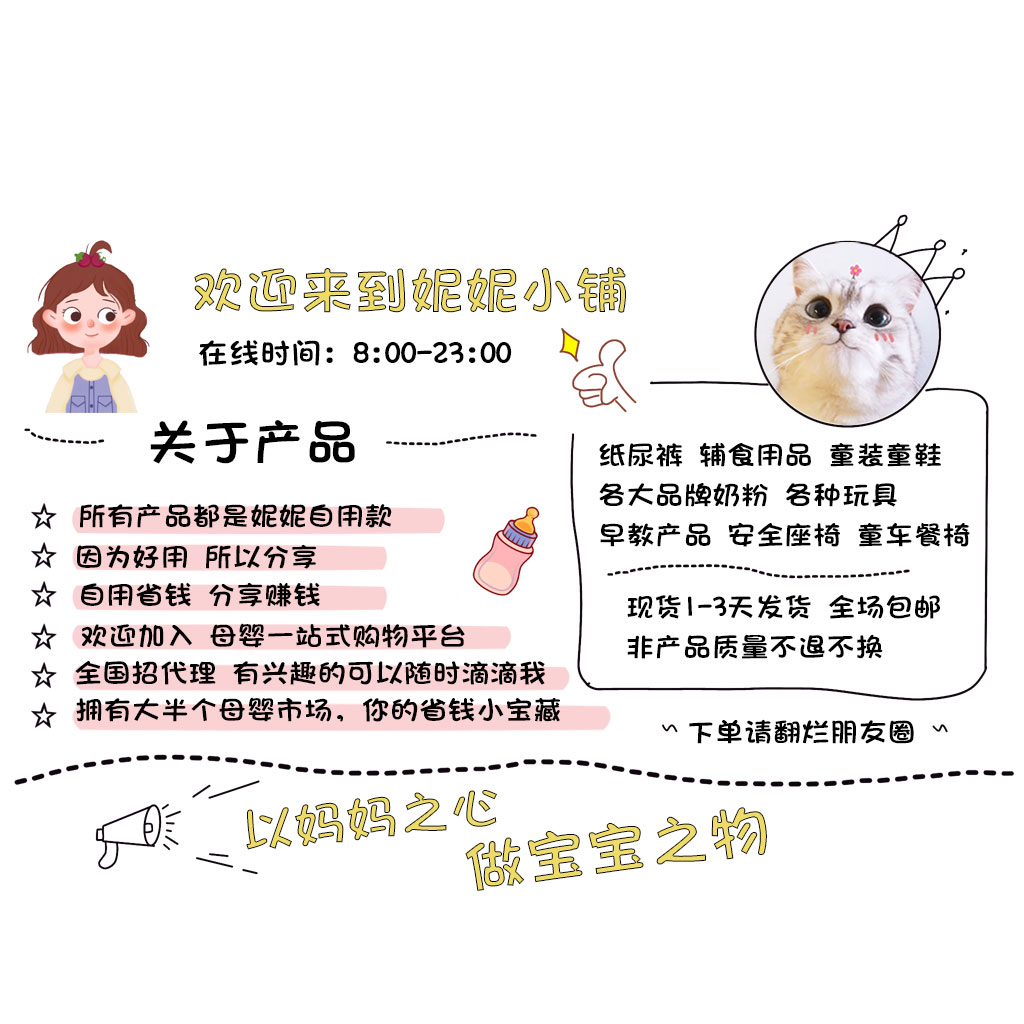 欢迎来到妮妮小铺
在线时间：8:00-23:00
关于产品
所有产品都是妮妮自用款
因为好用 所以分享
自用省钱 分享赚钱
欢迎加入 母婴一站式购物平台
全国招代理 有兴趣的可以随时滴滴我
拥有大半个母婴市场，你的省钱小宝藏
纸尿裤 辅食用品 童装童鞋
各大品牌奶粉 各种玩具
早教产品 安全座椅 童车餐椅
现货1-3天发货 全场包邮
非产品质量不退不换
~ 下单请翻烂朋友圈 ~
以妈妈之心
做宝宝之物